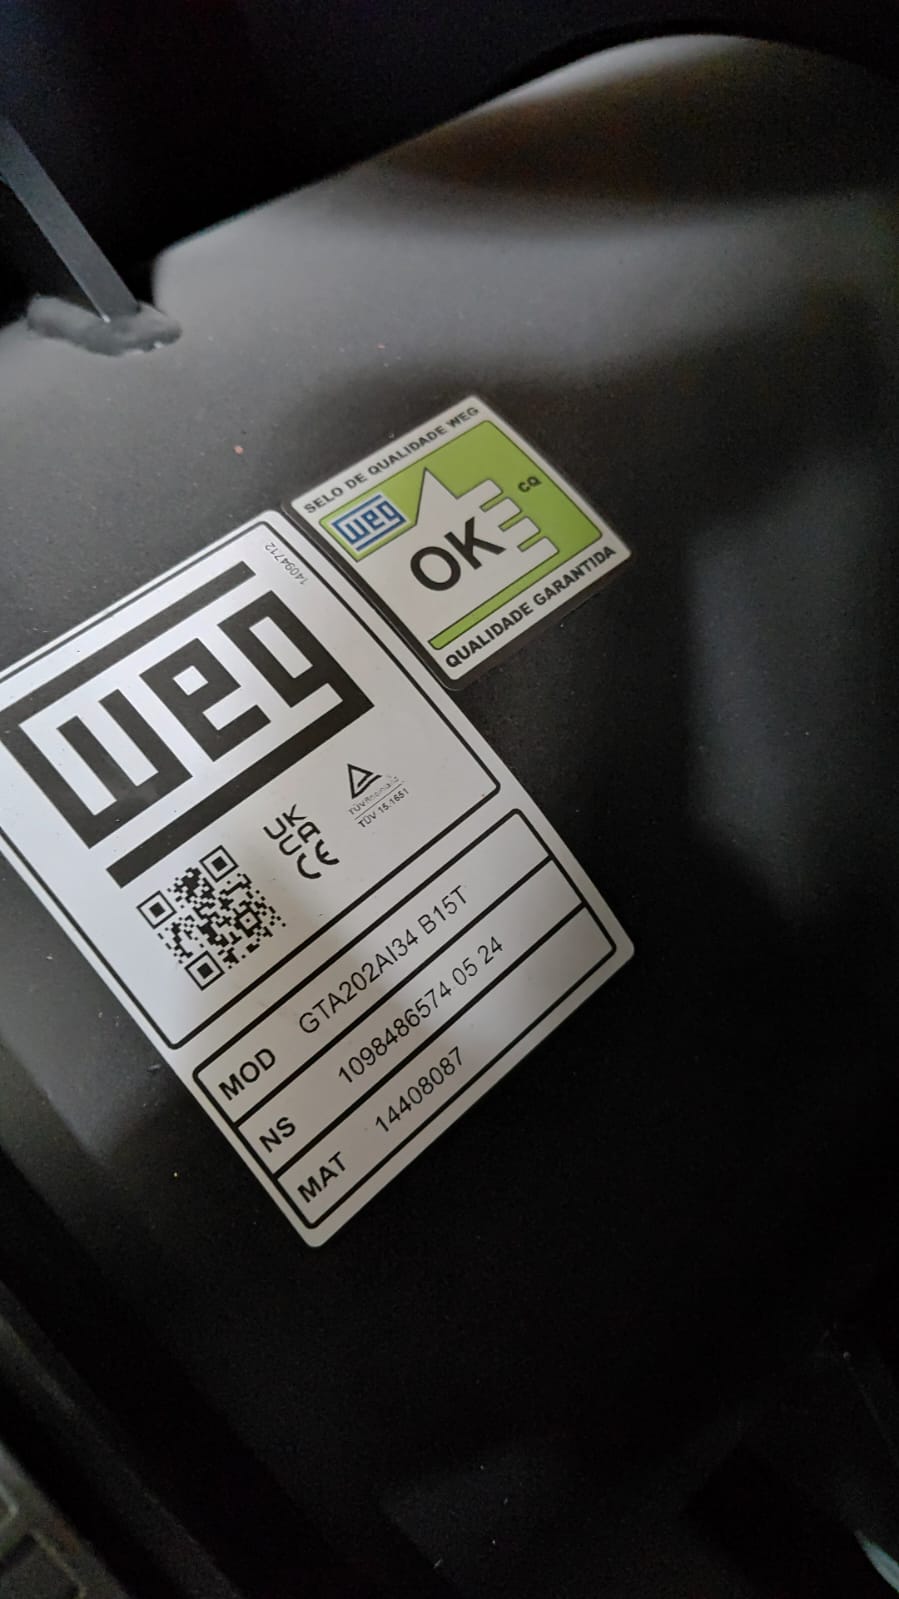 SELO DE QUALIDADE WEG
weg
CQ
OK
QUALIDADE GARANTIDA
14094712
weg
UK
CA
CE
TÜVRheinland
TÜV 15.1651
MOD GTA202AI34 B15T
NS 1098486574 05 24
MAT 14408087